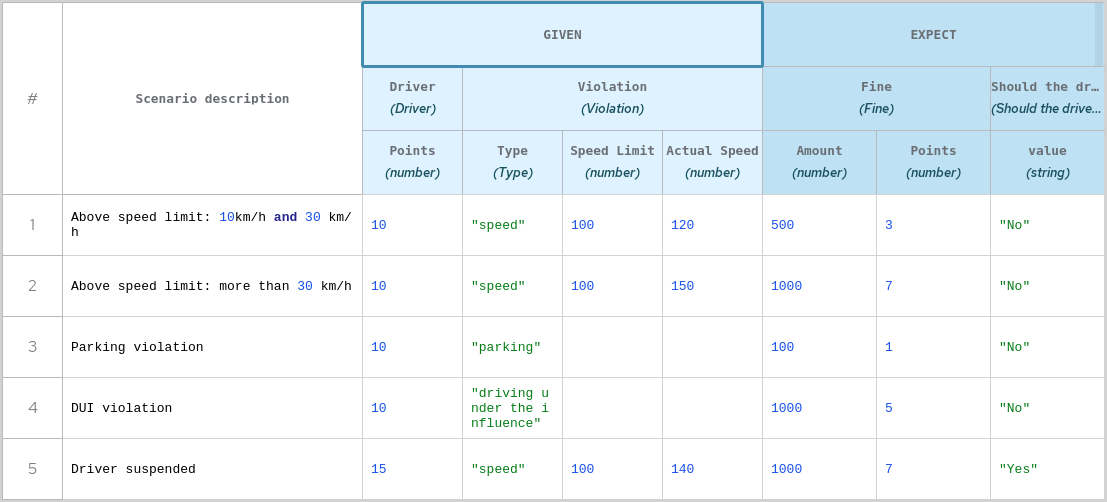 GIVEN EXPECT
# Scenario description
Driver Violation Fine Should the dr…
(Driver) (Violation) (Fine) (Should the drive…
Points Type Speed Limit Actual Speed Amount Points value
(number) (Type) (number) (number) (number) (number) (string)
1 Above speed limit: 10km/h and 30 km/
h 10 "speed" 100 120 500 3 "No"
2 Above speed limit: more than 30 km/h 10 "speed" 100 150 1000 7 "No"
3 Parking violation 10 "parking" 100 1 "No"
4 DUI violation 10 "driving u
nder the i
nfluence" 1000 5 "No"
5 Driver suspended 15 "speed" 100 140 1000 7 "Yes"